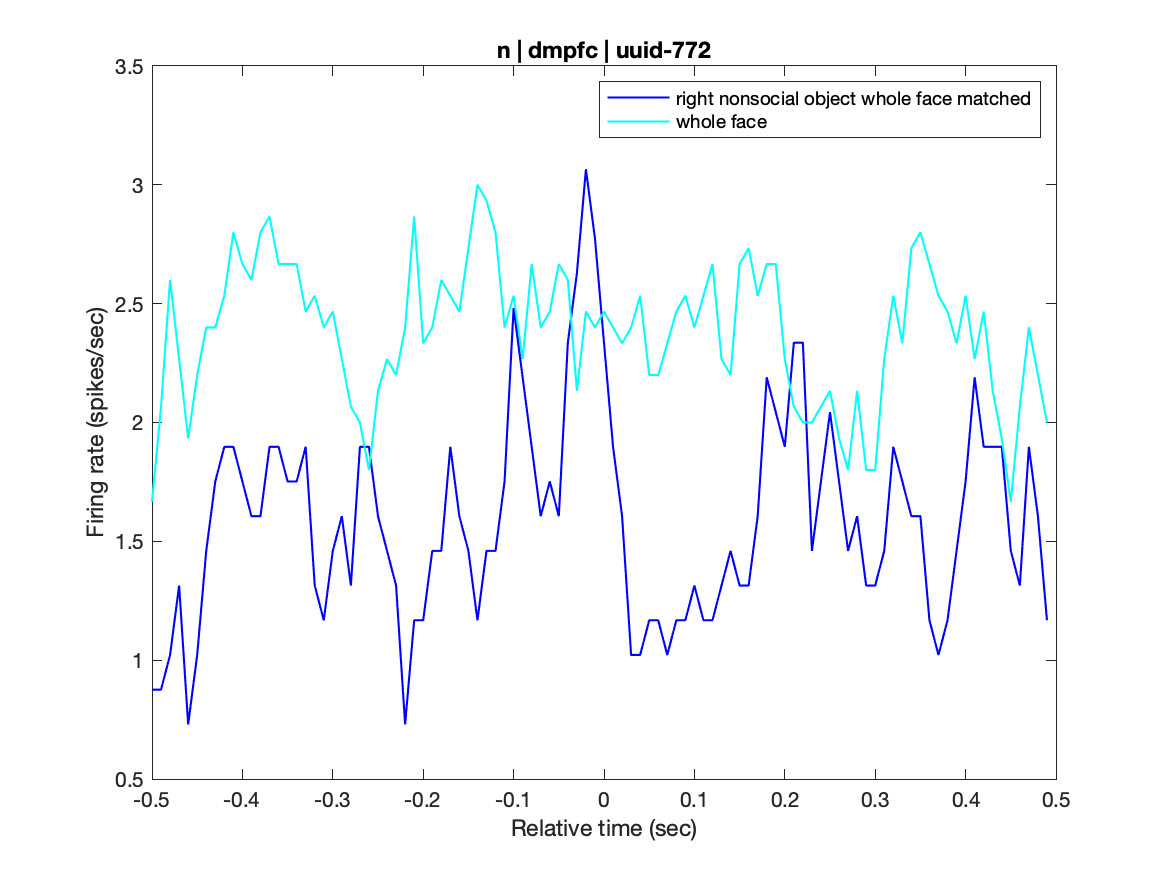 n | dmpfc | uuid-772
right nonsocial object whole face matched
whole face
3.5
3
2.5
2
1.5
1
0.5
Firing rate (spikes/sec)
-0.5 -0.4 -0.3 -0.2 -0.1 0 0.1 0.2 0.3 0.4 0.5
Relative time (sec)